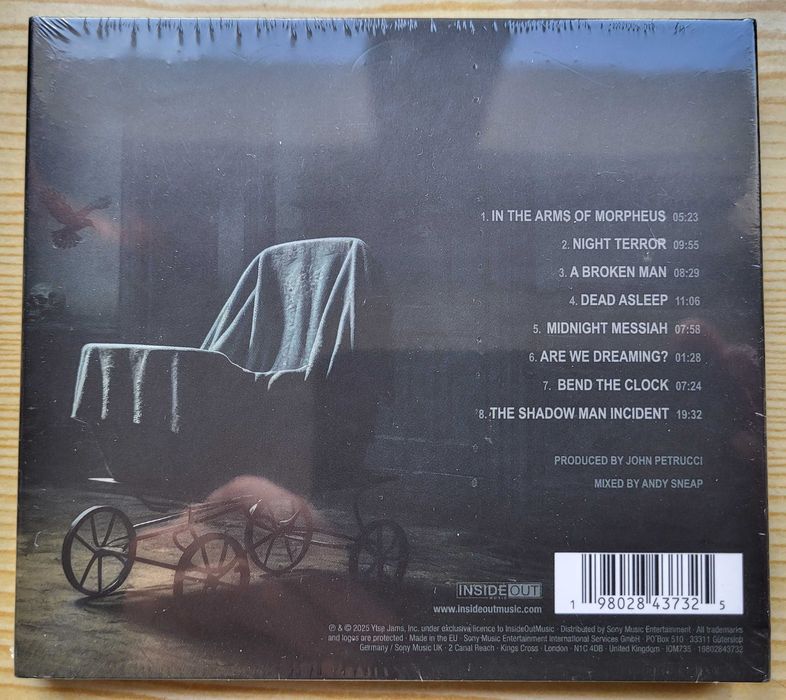 1. IN THE ARMS OF MORPHEUS 05:23
2. NIGHT TERROR 09:55
3. A BROKEN MAN 08:29
4. DEAD ASLEEP 11:06
5. MIDNIGHT MESSIAH 07:58
6. ARE WE DREAMING? 01:28
7. BEND THE CLOCK 07:24
8. THE SHADOW MAN INCIDENT 19:32
PRODUCED BY JOHN PETRUCCI
MIXED BY ANDY SNEAP
INSIDEOUT
MUSIC
www.insideoutmusic.com
1 98028 43732 5
℗ & © 2025 Ytse Jams, Inc. under exclusive licence to InsideOutMusic · Distributed by Sony Music Entertainment · All trademarks
and logos are protected · Made in the EU · Sony Music Entertainment International Services GmbH · PO Box 510 · 33311 Gütersloh
Germany / Sony Music UK · 2 Canal Reach · Kings Cross · London · N1C 4DB · United Kingdom · IOM735 · 19802843732